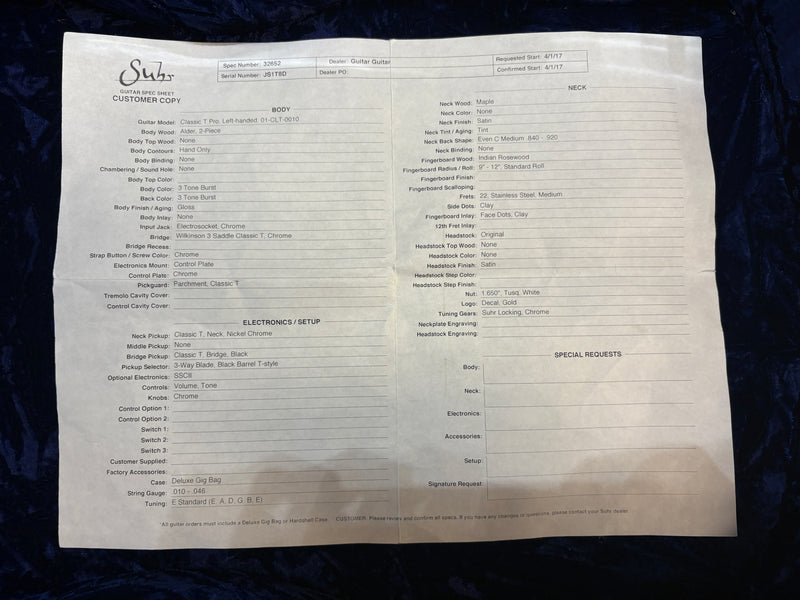 Suhr
GUITAR SPEC SHEET
CUSTOMER COPY
Spec Number: 32652
Dealer: Guitar Guitar
Requested Start: 4/1/17
Serial Number: JS1T8D
Dealer PO:
Confirmed Start: 4/1/17
BODY
Guitar Model: Classic T Pro, Left-handed, 01-CLT-0010
Body Wood: Alder, 2-Piece
Body Top Wood: None
Body Contours: Hand Only
Body Binding: None
Chambering / Sound Hole: None
Body Top Color:
Body Color: 3 Tone Burst
Back Color: 3 Tone Burst
Body Finish / Aging: Gloss
Body Inlay: None
Input Jack: Electrosocket, Chrome
Bridge: Wilkinson 3 Saddle Classic T, Chrome
Bridge Recess:
Strap Button / Screw Color: Chrome
Electronics Mount: Control Plate
Control Plate: Chrome
Pickguard: Parchment, Classic T
Tremolo Cavity Cover:
Control Cavity Cover:
ELECTRONICS / SETUP
Neck Pickup: Classic T, Neck, Nickel Chrome
Middle Pickup: None
Bridge Pickup: Classic T, Bridge, Black
Pickup Selector: 3-Way Blade, Black Barrel T-style
Optional Electronics: SSCII
Controls: Volume, Tone
Knobs: Chrome
Control Option 1:
Control Option 2:
Switch 1:
Switch 2:
Switch 3:
Customer Supplied:
Factory Accessories:
Case: Deluxe Gig Bag
String Gauge: .010 - .046
Tuning: E Standard (E, A, D, G, B, E)
NECK
Neck Wood: Maple
Neck Color: None
Neck Finish: Satin
Neck Tint / Aging: Tint
Neck Back Shape: Even C Medium .840 - .920
Neck Binding: None
Fingerboard Wood: Indian Rosewood
Fingerboard Radius / Roll: 9" - 12", Standard Roll
Fingerboard Finish:
Fingerboard Scalloping:
Frets: 22, Stainless Steel, Medium
Side Dots: Clay
Fingerboard Inlay: Face Dots, Clay
12th Fret Inlay:
Headstock: Original
Headstock Top Wood: None
Headstock Color: None
Headstock Finish: Satin
Headstock Step Color:
Headstock Step Finish:
Nut: 1.650", Tusq, White
Logo: Decal, Gold
Tuning Gears: Suhr Locking, Chrome
Neckplate Engraving:
Headstock Engraving:
SPECIAL REQUESTS
Body:
Neck:
Electronics:
Accessories:
Setup:
Signature Request:
*All guitar orders must include a Deluxe Gig Bag or Hardshell Case. CUSTOMER: Please review and confirm all specs. If you have any changes or questions, please contact your Suhr dealer.